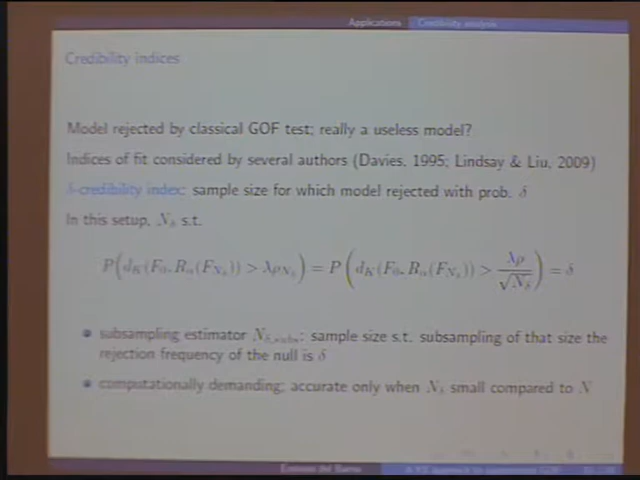 Applications Credibility analysis
Credibility indices
Model rejected by classical GOF test; really a useless model?
Indices of fit considered by several authors (Davies, 1995; Lindsay & Liu, 2009)
δ-credibility index: sample size for which model rejected with prob. δ
In this setup, N_δ s.t.
P(d_K(F_0, R_α(F_{N_δ})) > λρ_{N_δ}) = P(d_K(F_0, R_α(F_{N_δ})) > λρ/√N_δ) = δ
subsampling estimator N_{δ,subs}: sample size s.t. subsampling of that size the
rejection frequency of the null is δ
computationally demanding; accurate only when N_δ small compared to N